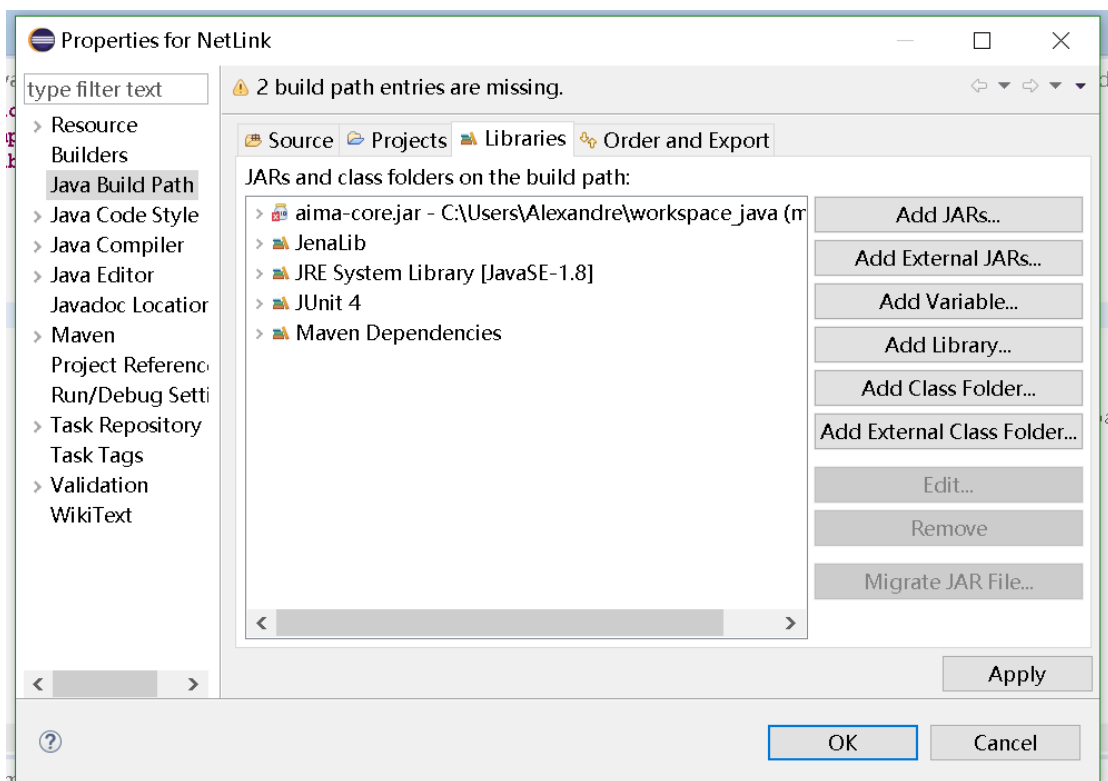 Properties for NetLink
type filter text
2 build path entries are missing.
Resource
Builders
Java Build Path
Java Code Style
Java Compiler
Java Editor
Javadoc Location
Maven
Project Referenc
Run/Debug Setti
Task Repository
Task Tags
Validation
WikiText
Source
Projects
Libraries
Order and Export
JARs and class folders on the build path:
aima-core.jar - C:\Users\Alexandre\workspace_java (m
JenaLib
JRE System Library [JavaSE-1.8]
JUnit 4
Maven Dependencies
Add JARs...
Add External JARs...
Add Variable...
Add Library...
Add Class Folder...
Add External Class Folder...
Edit...
Remove
Migrate JAR File...
Apply
OK
Cancel